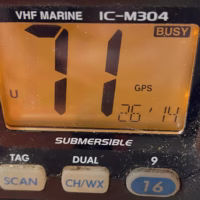 VHF MARINE IC-M304
BUSY
71
U GPS
26'14
SUBMERSIBLE
TAG DUAL 9
SCAN CH/WX 16